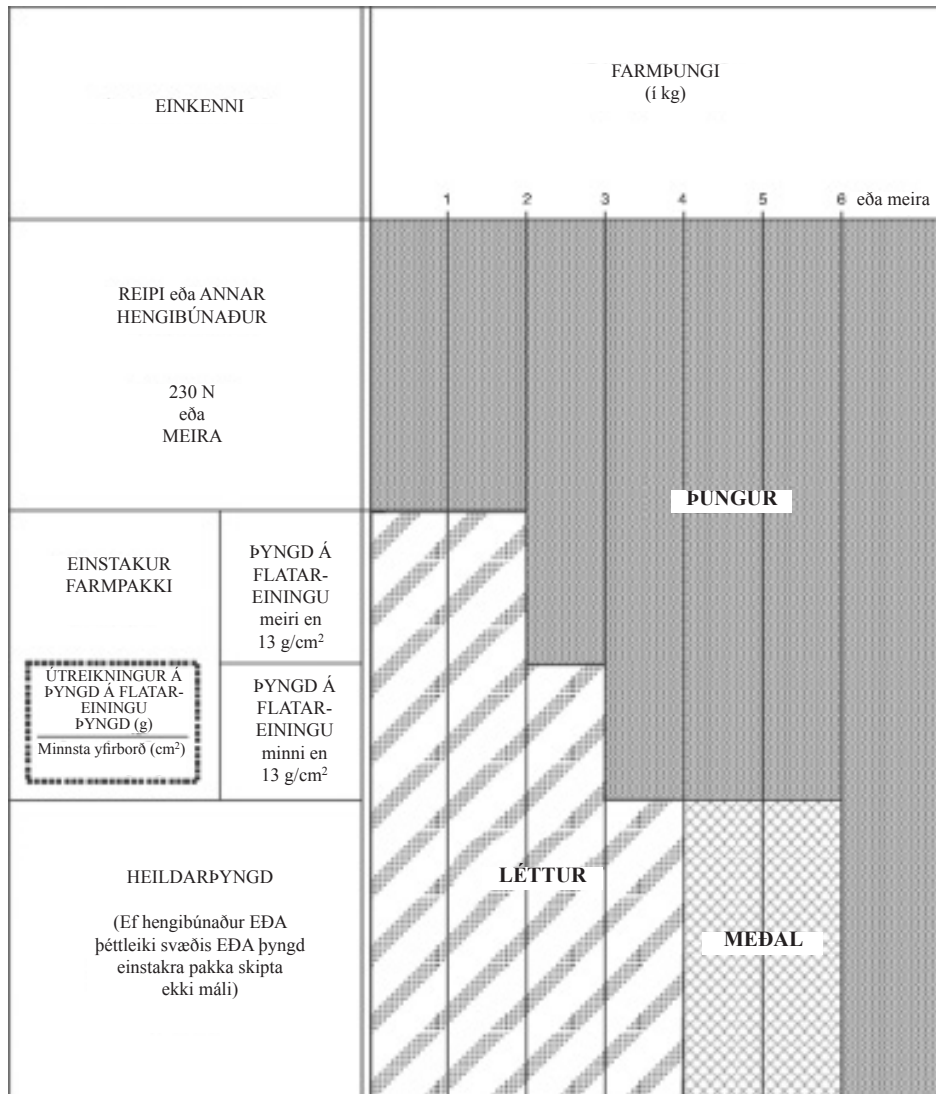 EINKENNI
FARMÞUNGI
(í kg)
1 2 3 4 5 6 eða meira
REIPI eða ANNAR
HENGIBÚNAÐUR
230 N
eða
MEIRA
ÞUNGUR
EINSTAKUR
FARMPAKKI
ÞYNGD Á
FLATAR-
EININGU
meiri en
13 g/cm²
ÚTREIKNINGUR Á
ÞYNGD Á FLATAR-
EININGU
ÞYNGD (g)
Minnsta yfirborð (cm²)
ÞYNGD Á
FLATAR-
EININGU
minni en
13 g/cm²
HEILDARÞYNGD
(Ef hengibúnaður EÐA
þéttleiki svæðis EÐA þyngd
einstakra pakka skipta
ekki máli)
LÉTTUR
MEÐAL